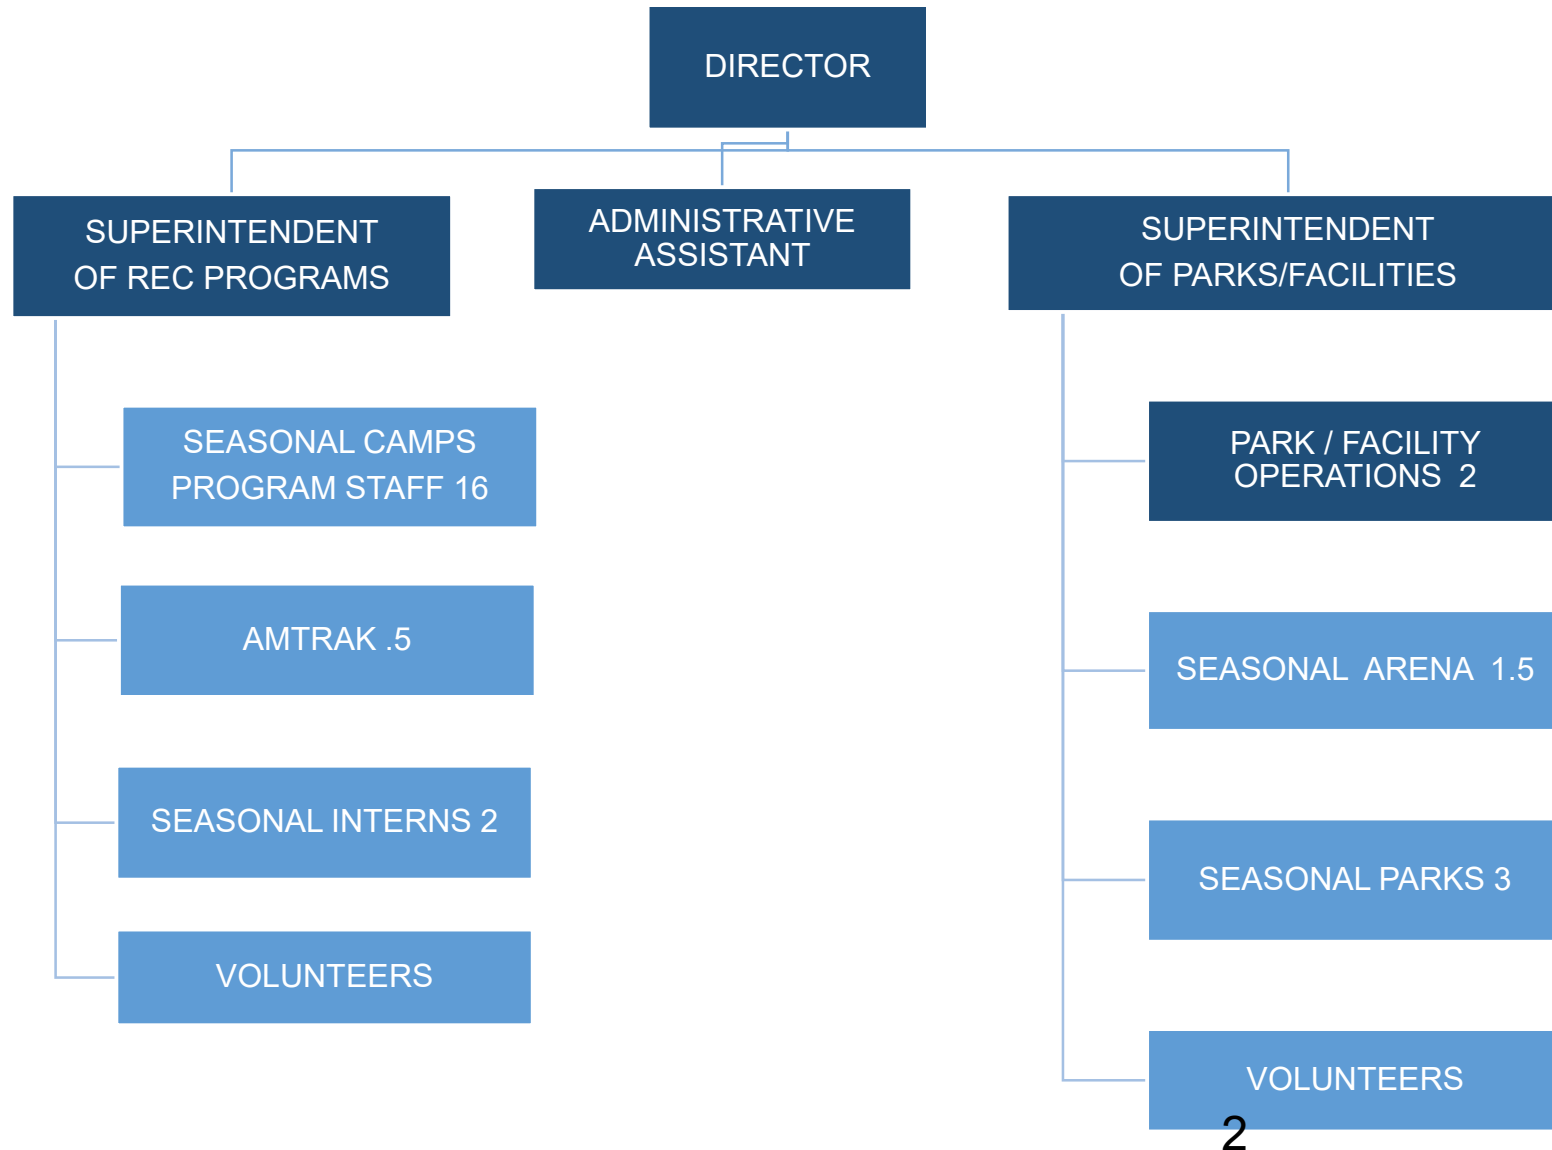 DIRECTOR
SUPERINTENDENT
OF REC PROGRAMS
ADMINISTRATIVE
ASSISTANT
SUPERINTENDENT
OF PARKS/FACILITIES
SEASONAL CAMPS
PROGRAM STAFF 16
AMTRAK .5
SEASONAL INTERNS 2
VOLUNTEERS
PARK / FACILITY
OPERATIONS 2
SEASONAL ARENA 1.5
SEASONAL PARKS 3
VOLUNTEERS
2